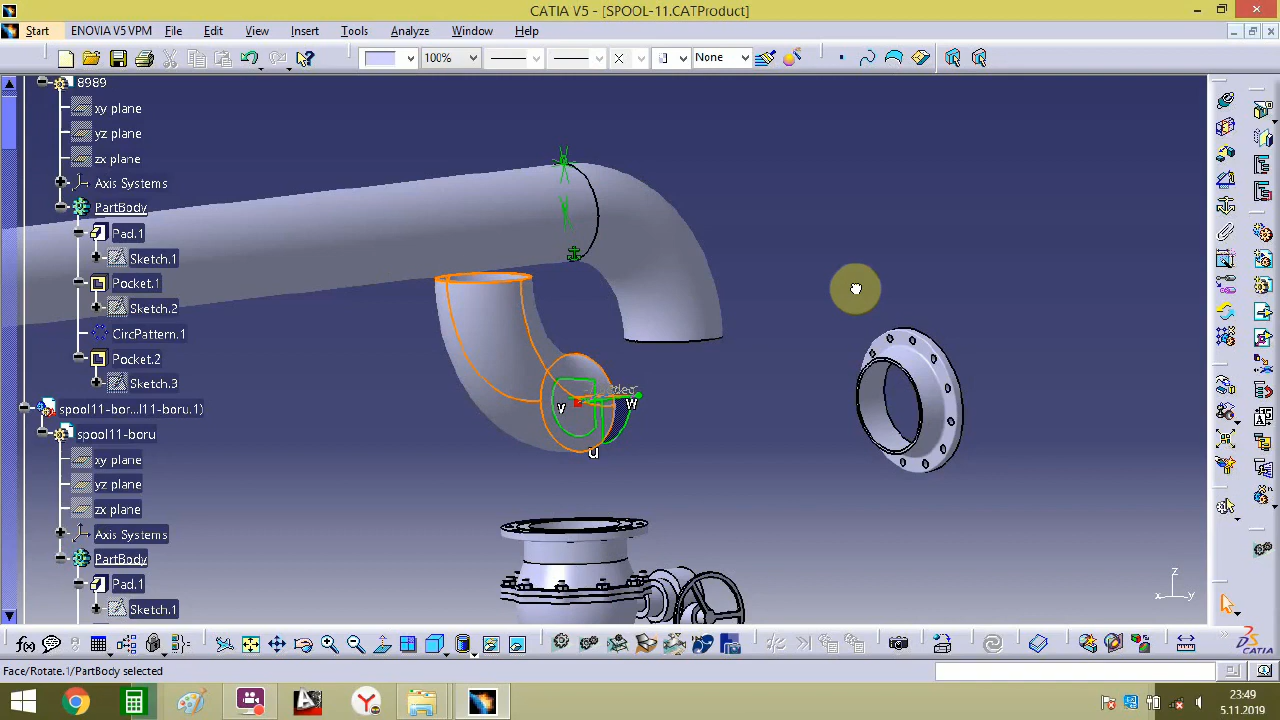 CATIA V5 - [SPOOL-11.CATProduct]
Start ENOVIA V5 VPM File Edit View Insert Tools Analyze Window Help
100% None
8989
xy plane
yz plane
zx plane
Axis Systems
PartBody
Pad.1
Sketch.1
Pocket.1
Sketch.2
CircPattern.1
Pocket.2
Sketch.3
spool11-bor...l11-boru.1)
spool11-boru
xy plane
yz plane
zx plane
Axis Systems
PartBody
Pad.1
Sketch.1
v
w
u
z
x y
Face/Rotate.1/PartBody selected
23:49
5.11.2019